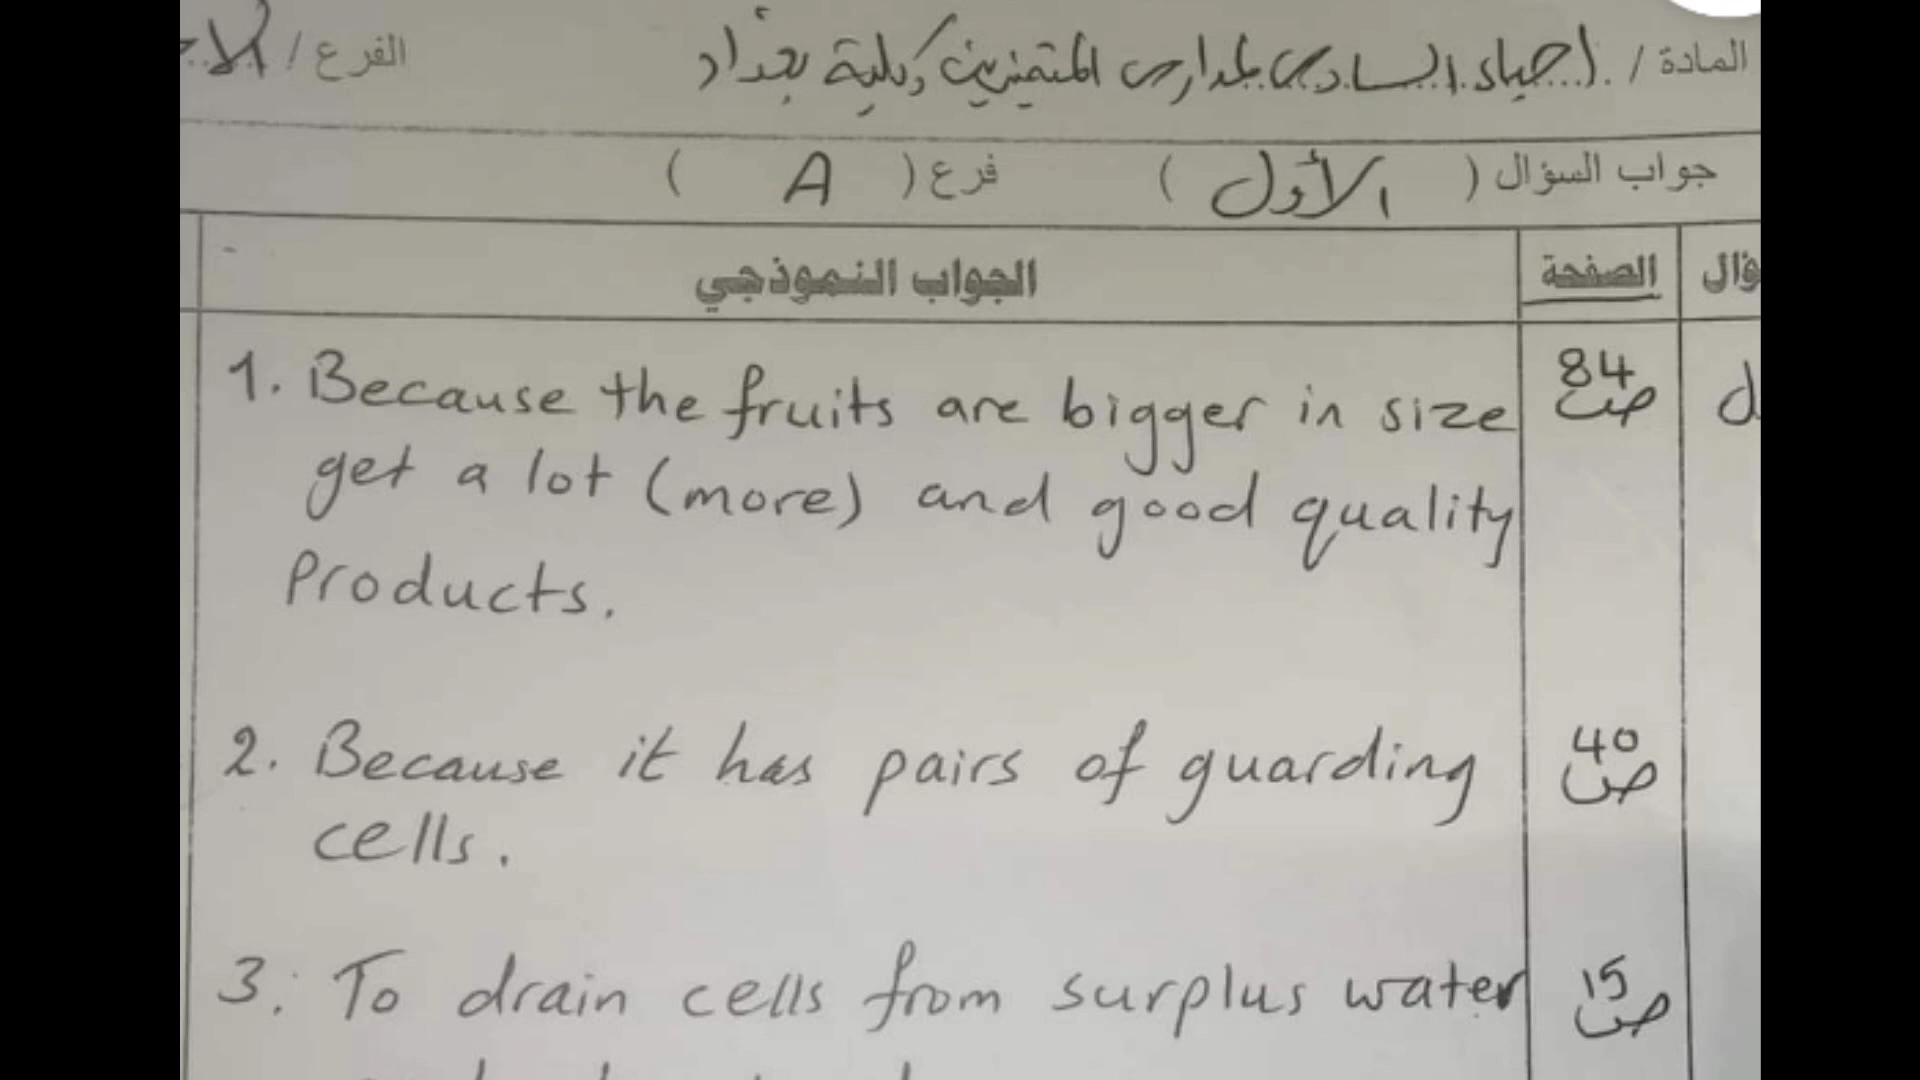 المادة / احياء السادس لمدارس المتميزين وكلية بغداد الفرع /
جواب السؤال ( الأول ) فرع ( A )
الصفحة الجواب النموذجي
1. Because the fruits are bigger in size 84 ص
get a lot (more) and good quality
Products.
2. Because it has pairs of guarding 40 ص
cells.
3. To drain cells from surplus water 15 ص